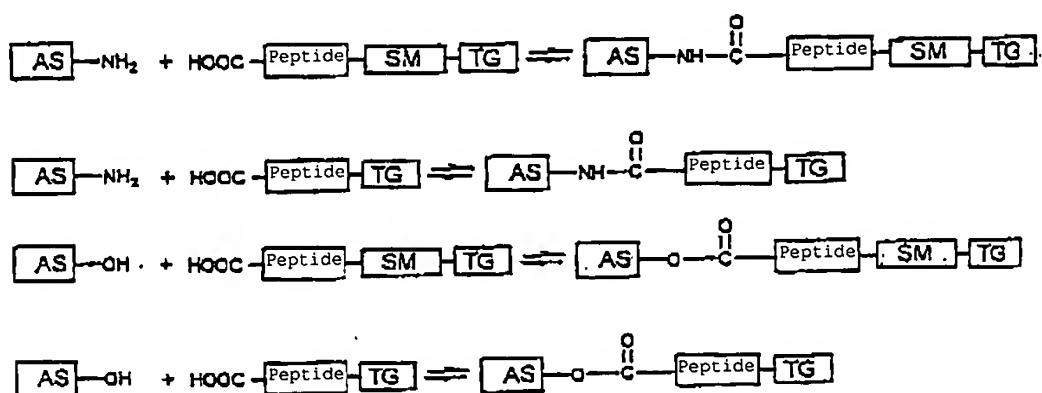 O
AS NH₂ + HOOC Peptide SM TG ⇌ AS NH C Peptide SM TG
O
AS NH₂ + HOOC Peptide TG ⇌ AS NH C Peptide TG
O
AS OH + HOOC Peptide SM TG ⇌ AS O C Peptide SM TG
O
AS OH + HOOC Peptide TG ⇌ AS O C Peptide TG